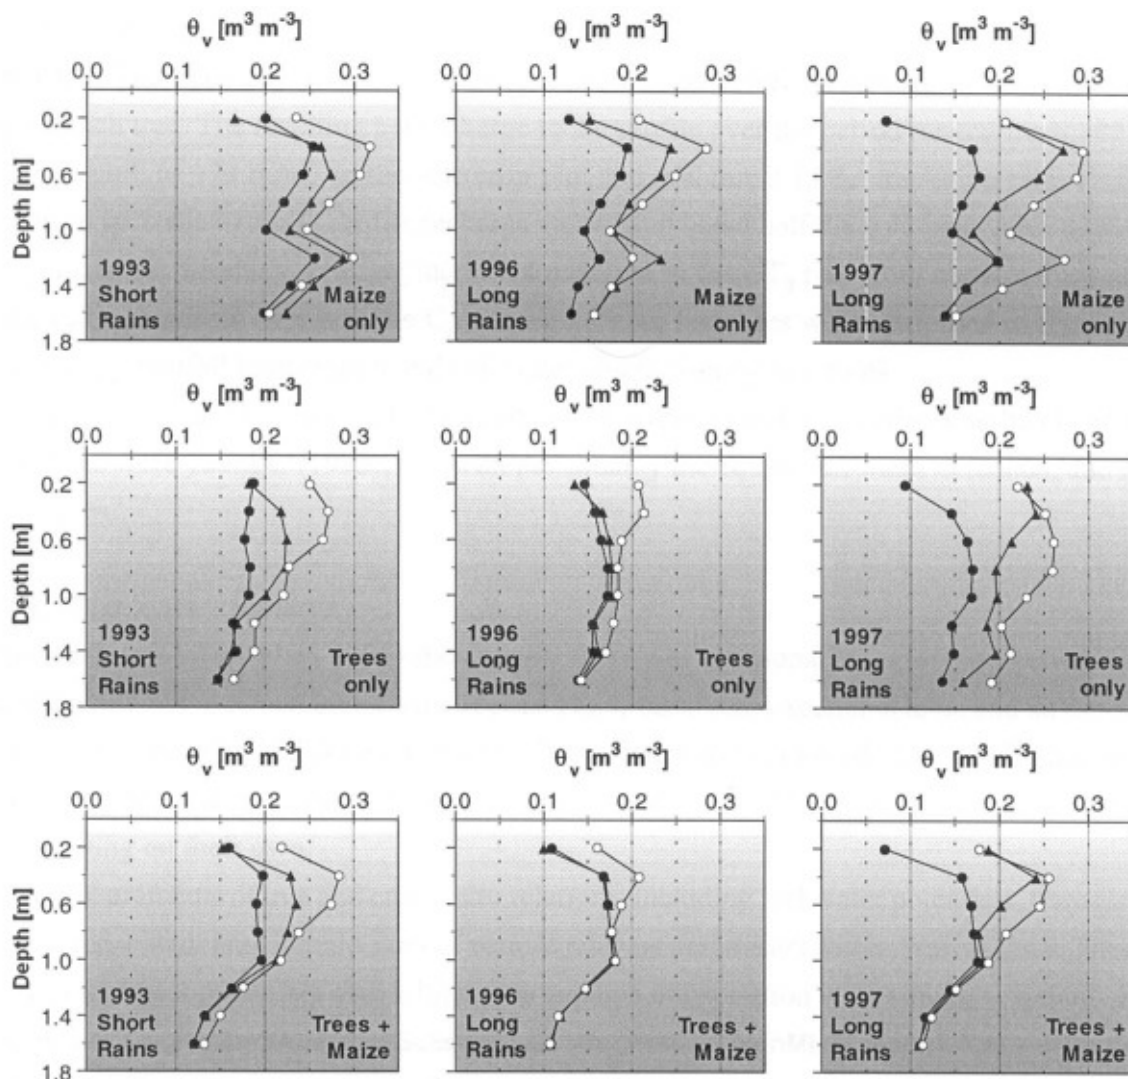 θv [m3 m-3] θv [m3 m-3] θv [m3 m-3]
0.0 0.1 0.2 0.3 0.0 0.1 0.2 0.3 0.0 0.1 0.2 0.3
Depth [m]
0.2
0.6
1.0
1.4
1.8
1993
Short
Rains
Maize
only
1996
Long
Rains
Maize
only
1997
Long
Rains
Maize
only
θv [m3 m-3] θv [m3 m-3] θv [m3 m-3]
0.0 0.1 0.2 0.3 0.0 0.1 0.2 0.3 0.0 0.1 0.2 0.3
Depth [m]
0.2
0.6
1.0
1.4
1.8
1993
Short
Rains
Trees
only
1996
Long
Rains
Trees
only
1997
Long
Rains
Trees
only
θv [m3 m-3] θv [m3 m-3] θv [m3 m-3]
0.0 0.1 0.2 0.3 0.0 0.1 0.2 0.3 0.0 0.1 0.2 0.3
Depth [m]
0.2
0.6
1.0
1.4
1.8
1993
Short
Rains
Trees +
Maize
1996
Long
Rains
Trees +
Maize
1997
Long
Rains
Trees +
Maize